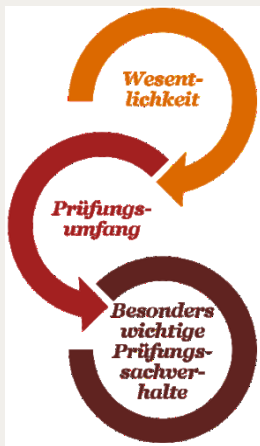 Wesent-
lichkeit
Prüfungs-
umfang
Besonders
wichtige
Prüfungs-
sachver-
halte